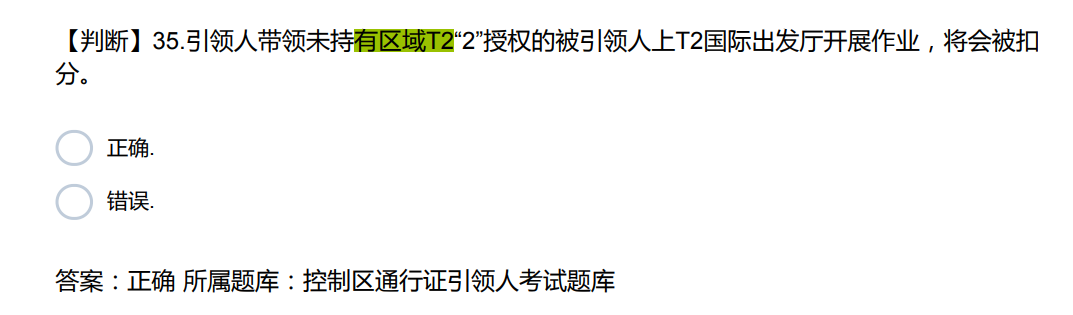 【判断】35.引领人带领未持有区域T2“2”授权的被引领人上T2国际出发厅开展作业，将会被扣
分。
正确.
错误.
答案：正确 所属题库：控制区通行证引领人考试题库